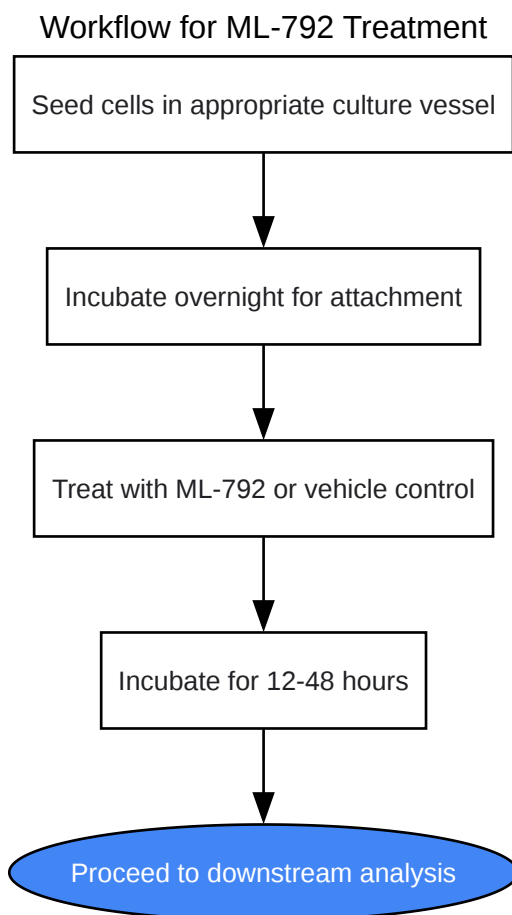 Workflow for ML-792 Treatment
Seed cells in appropriate culture vessel
Incubate overnight for attachment
Treat with ML-792 or vehicle control
Incubate for 12-48 hours
Proceed to downstream analysis